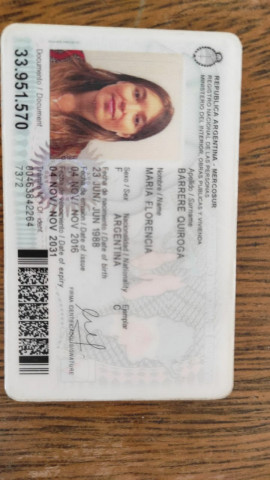 REPUBLICA ARGENTINA - MERCOSUR
REGISTRO NACIONAL DE LAS PERSONAS
MINISTERIO DEL INTERIOR, OBRAS PUBLICAS Y VIVIENDA
Apellido / Surname
BARRERE QUIROGA
Nombre / Name
MARIA FLORENCIA
Sexo / Sex Nacionalidad / Nationality Ejemplar
F ARGENTINA C
Fecha de nacimiento / Date of birth
23 JUN/ JUN 1988
Fecha de emisión / Date of issue
04 NOV/ NOV 2016
Fecha de vencimiento / Date of expiry
04 NOV/ NOV 2031
FIRMA IDENTIFICADO / SIGNATURE
Documento / Document
33.951.570
7372